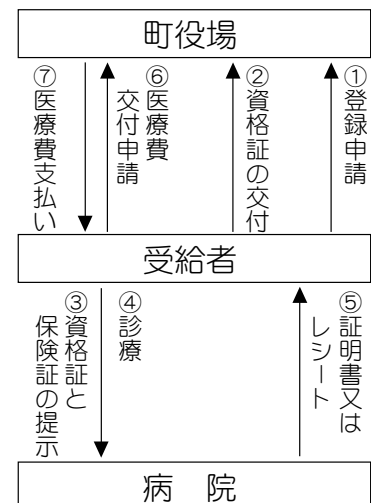 町役場
①登録申請
②資格証の交付
⑥医療費
交付申請
⑦医療費支払い
受給者
③資格証と
保険証の提示
④診療
⑤証明書又は
レシート
病　院